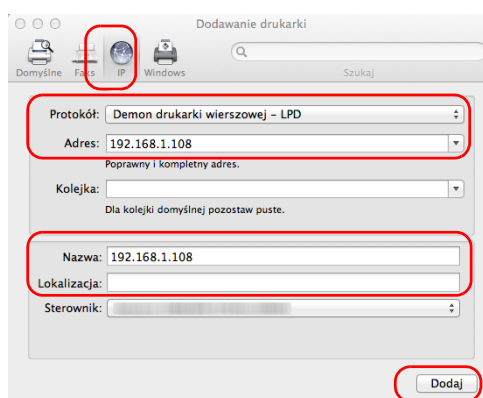 Dodawanie drukarki
Domyślne Faks IP Windows Szukaj
Protokół: Demon drukarki wierszowej – LPD
Adres: 192.168.1.108
Poprawny i kompletny adres.
Kolejka:
Dla kolejki domyślnej pozostaw puste.
Nazwa: 192.168.1.108
Lokalizacja:
Sterownik:
Dodaj